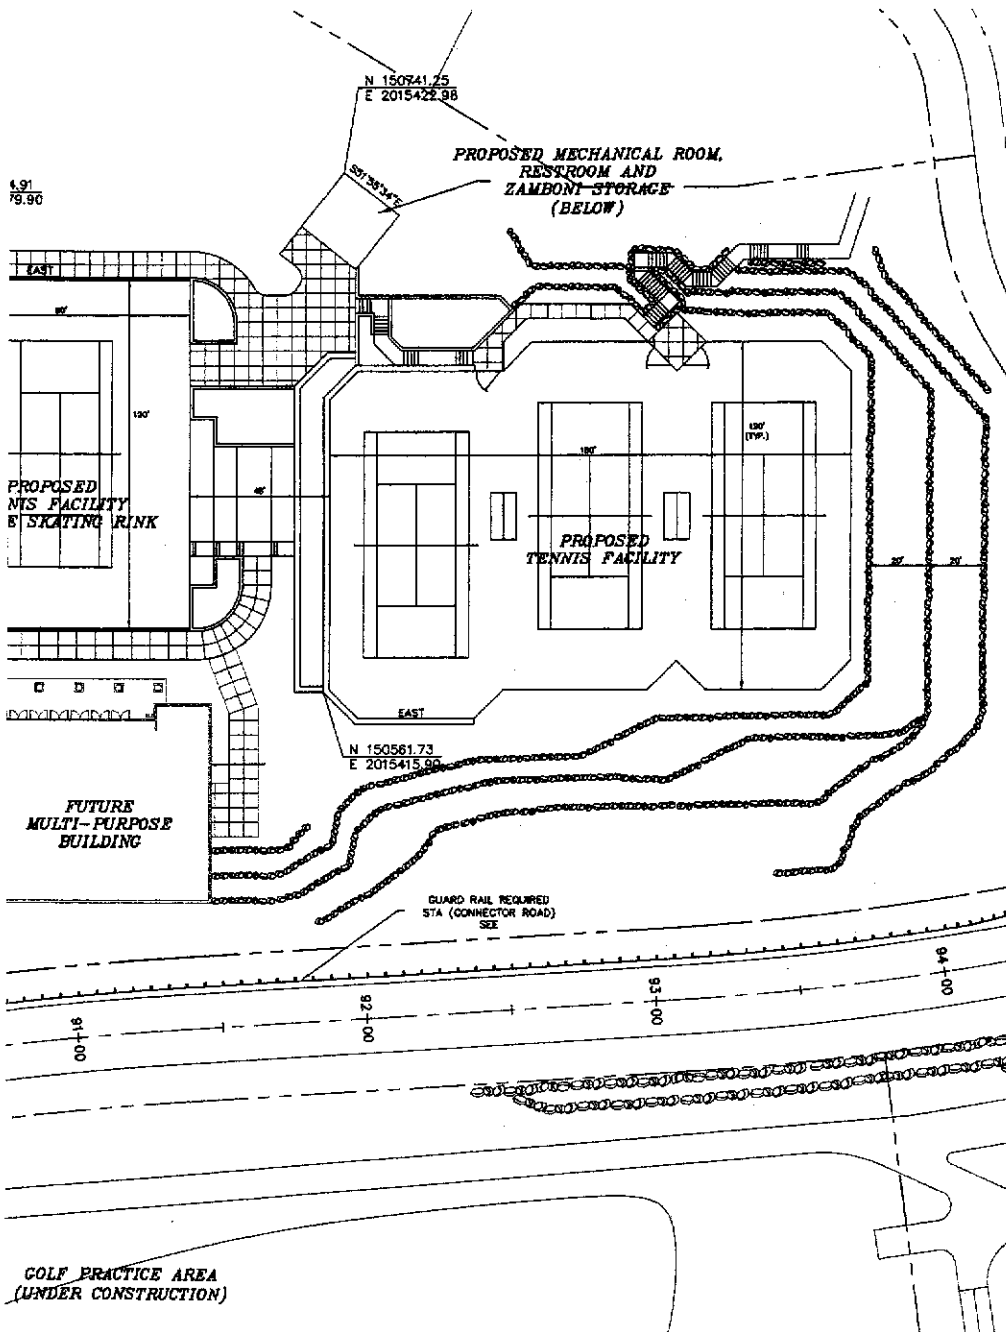 N 150741.25
E 2015422.98
PROPOSED MECHANICAL ROOM,
RESTROOM AND
ZAMBONI STORAGE
(BELOW)
4.91
79.90
EAST
120'
PROPOSED
NIS FACILITY
E SKATING RINK
180'
120'
(TYP.)
PROPOSED
TENNIS FACILITY
20'
20'
EAST
N 150561.73
E 2015415.90
FUTURE
MULTI-PURPOSE
BUILDING
GUARD RAIL REQUIRED
STA (CONNECTOR ROAD)
SEE
91+00
92+00
93+00
94+00
GOLF PRACTICE AREA
(UNDER CONSTRUCTION)